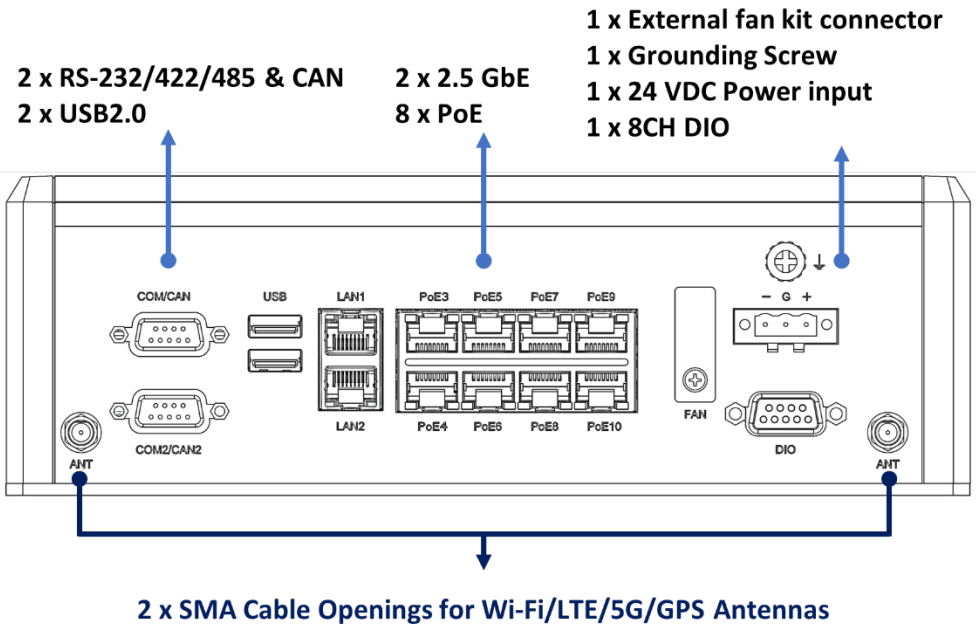 1 x External fan kit connector
1 x Grounding Screw
1 x 24 VDC Power input
1 x 8CH DIO
2 x RS-232/422/485 & CAN
2 x USB2.0
2 x 2.5 GbE
8 x PoE
COM/CAN
USB
LAN1
PoE3 PoE5 PoE7 PoE9
− G +
LAN2
PoE4 PoE6 PoE8 PoE10
FAN
COM2/CAN2
DIO
ANT
ANT
2 x SMA Cable Openings for Wi-Fi/LTE/5G/GPS Antennas